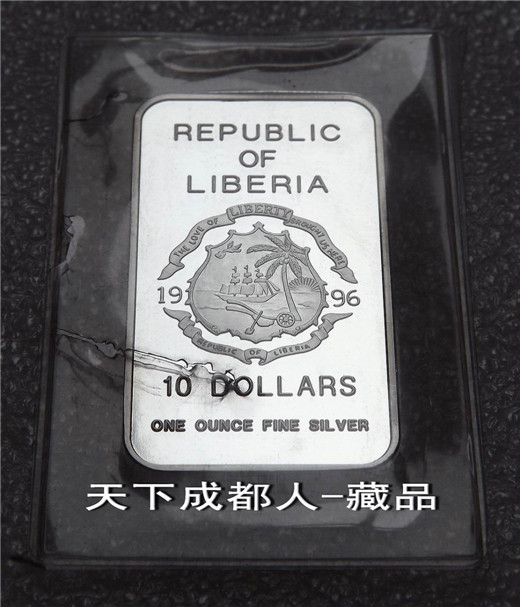 REPUBLIC
OF
LIBERIA
THE LOVE OF LIBERTY BROUGHT US HERE
19 96
REPUBLIC OF LIBERIA
10 DOLLARS
ONE OUNCE FINE SILVER
天下成都人-藏品